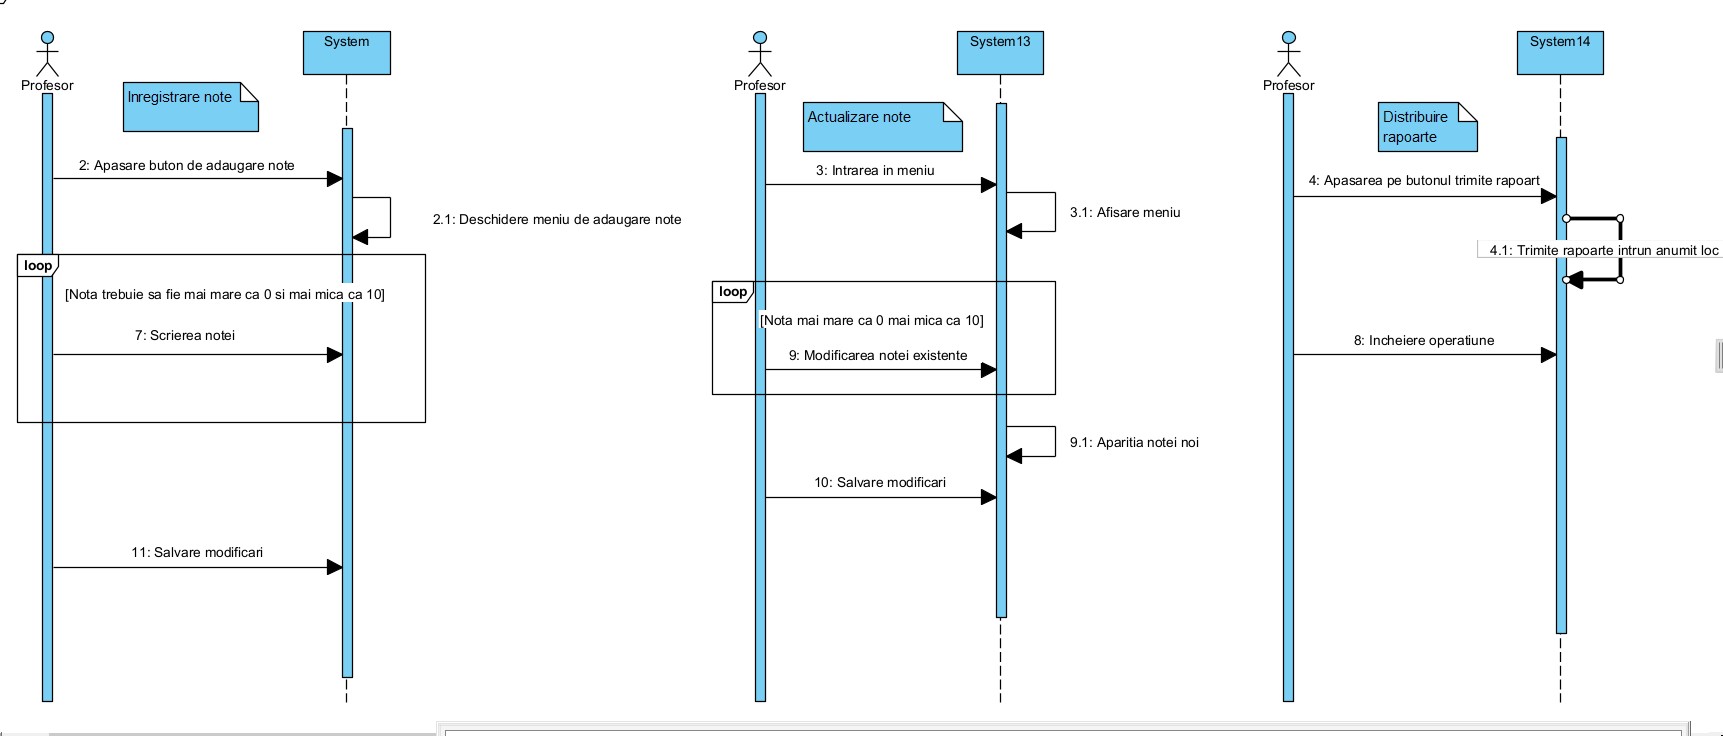 System
Profesor
Inregistrare note
2: Apasare buton de adaugare note
2.1: Deschidere meniu de adaugare note
loop
[Nota trebuie sa fie mai mare ca 0 si mai mica ca 10]
7: Scrierea notei
11: Salvare modificari
System13
Profesor
Actualizare note
3: Intrarea in meniu
3.1: Afisare meniu
loop
[Nota mai mare ca 0 mai mica ca 10]
9: Modificarea notei existente
9.1: Aparitia notei noi
10: Salvare modificari
System14
Profesor
Distribuire
rapoarte
4: Apasarea pe butonul trimite rapoart
4.1: Trimite rapoarte intrun anumit loc
8: Incheiere operatiune